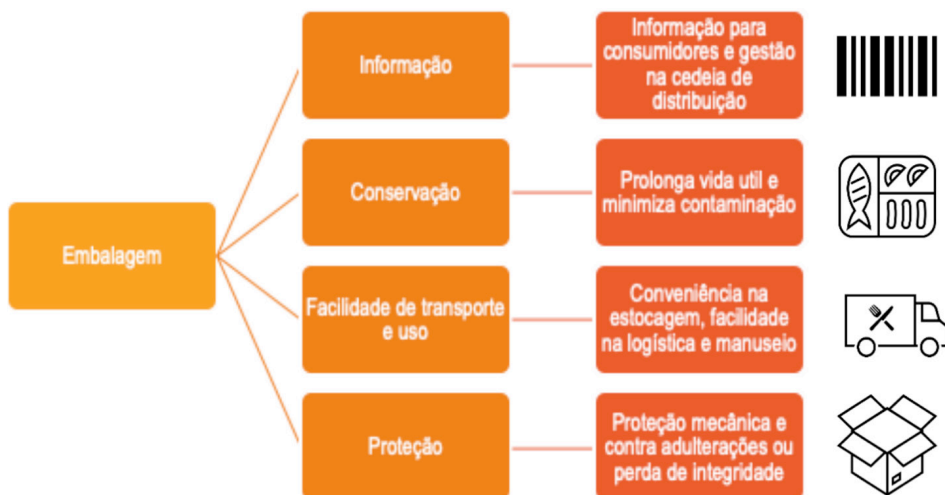 Informação
Informação para
consumidores e gestão
na cedeia de
distribuição
Conservação
Prolonga vida util e
minimiza contaminação
Embalagem
Facilidade de transporte
e uso
Conveniência na
estocagem, facilidade
na logística e manuseio
Proteção
Proteção mecânica e
contra adulterações ou
perda de integridade